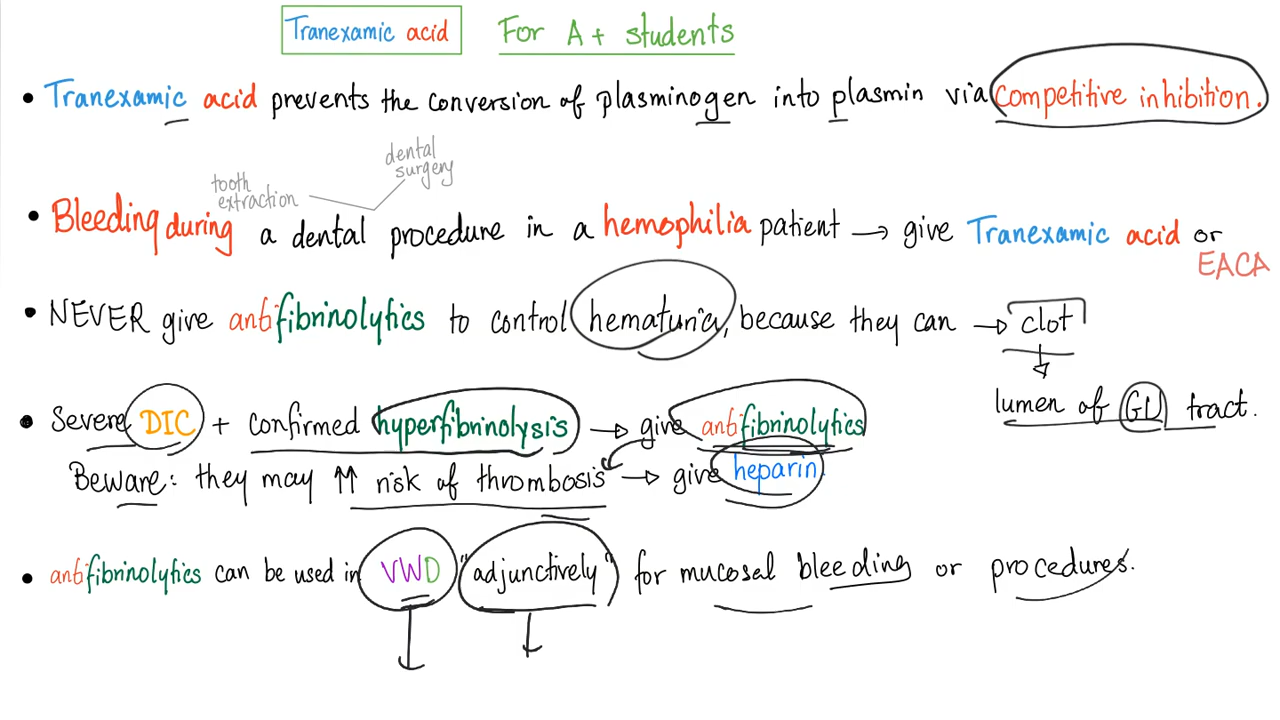 Tranexamic acid For A+ students
• Tranexamic acid prevents the conversion of plasminogen into plasmin via competitive inhibition.
tooth extraction
dental surgery
• Bleeding during a dental procedure in a hemophilia patient → give Tranexamic acid or
EACA
• NEVER give antifibrinolytics to control hematuria, because they can → clot
lumen of GU tract.
• Severe DIC + confirmed hyperfibrinolysis → give antifibrinolytics
Beware: they may ↑↑ risk of thrombosis → give heparin
• antifibrinolytics can be used in VWD "adjunctively" for mucosal bleeding or procedures.